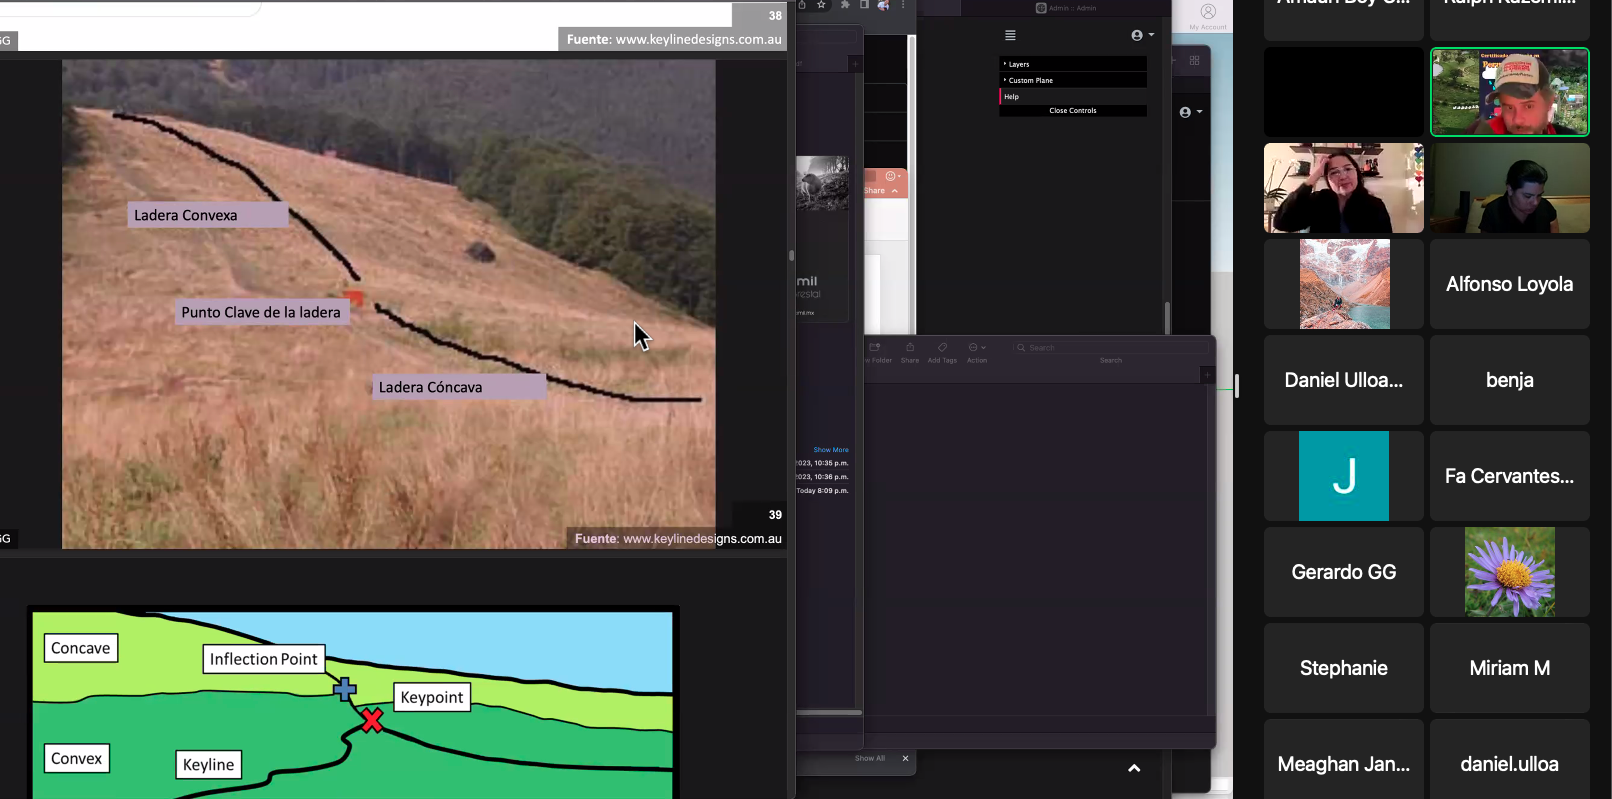 38
GG
Fuente: www.keylinedesigns.com.au
Ladera Convexa
Punto Clave de la ladera
Ladera Cóncava
39
GG
Fuente: www.keylinedesigns.com.au
Concave
Inflection Point
Keypoint
Convex
Keyline
Share
mil
Show More
2023, 10:35 p.m.
2023, 10:36 p.m.
Today 8:09 p.m.
Show All
Admin :: Admin
Layers
Custom Plane
Help
Close Controls
My Account
w Folder
Share
Add Tags
Action
Search
Search
Alfonso Loyola
Daniel Ulloa...
benja
J
Fa Cervantes...
Gerardo GG
Stephanie
Miriam M
Meaghan Jan...
daniel.ulloa